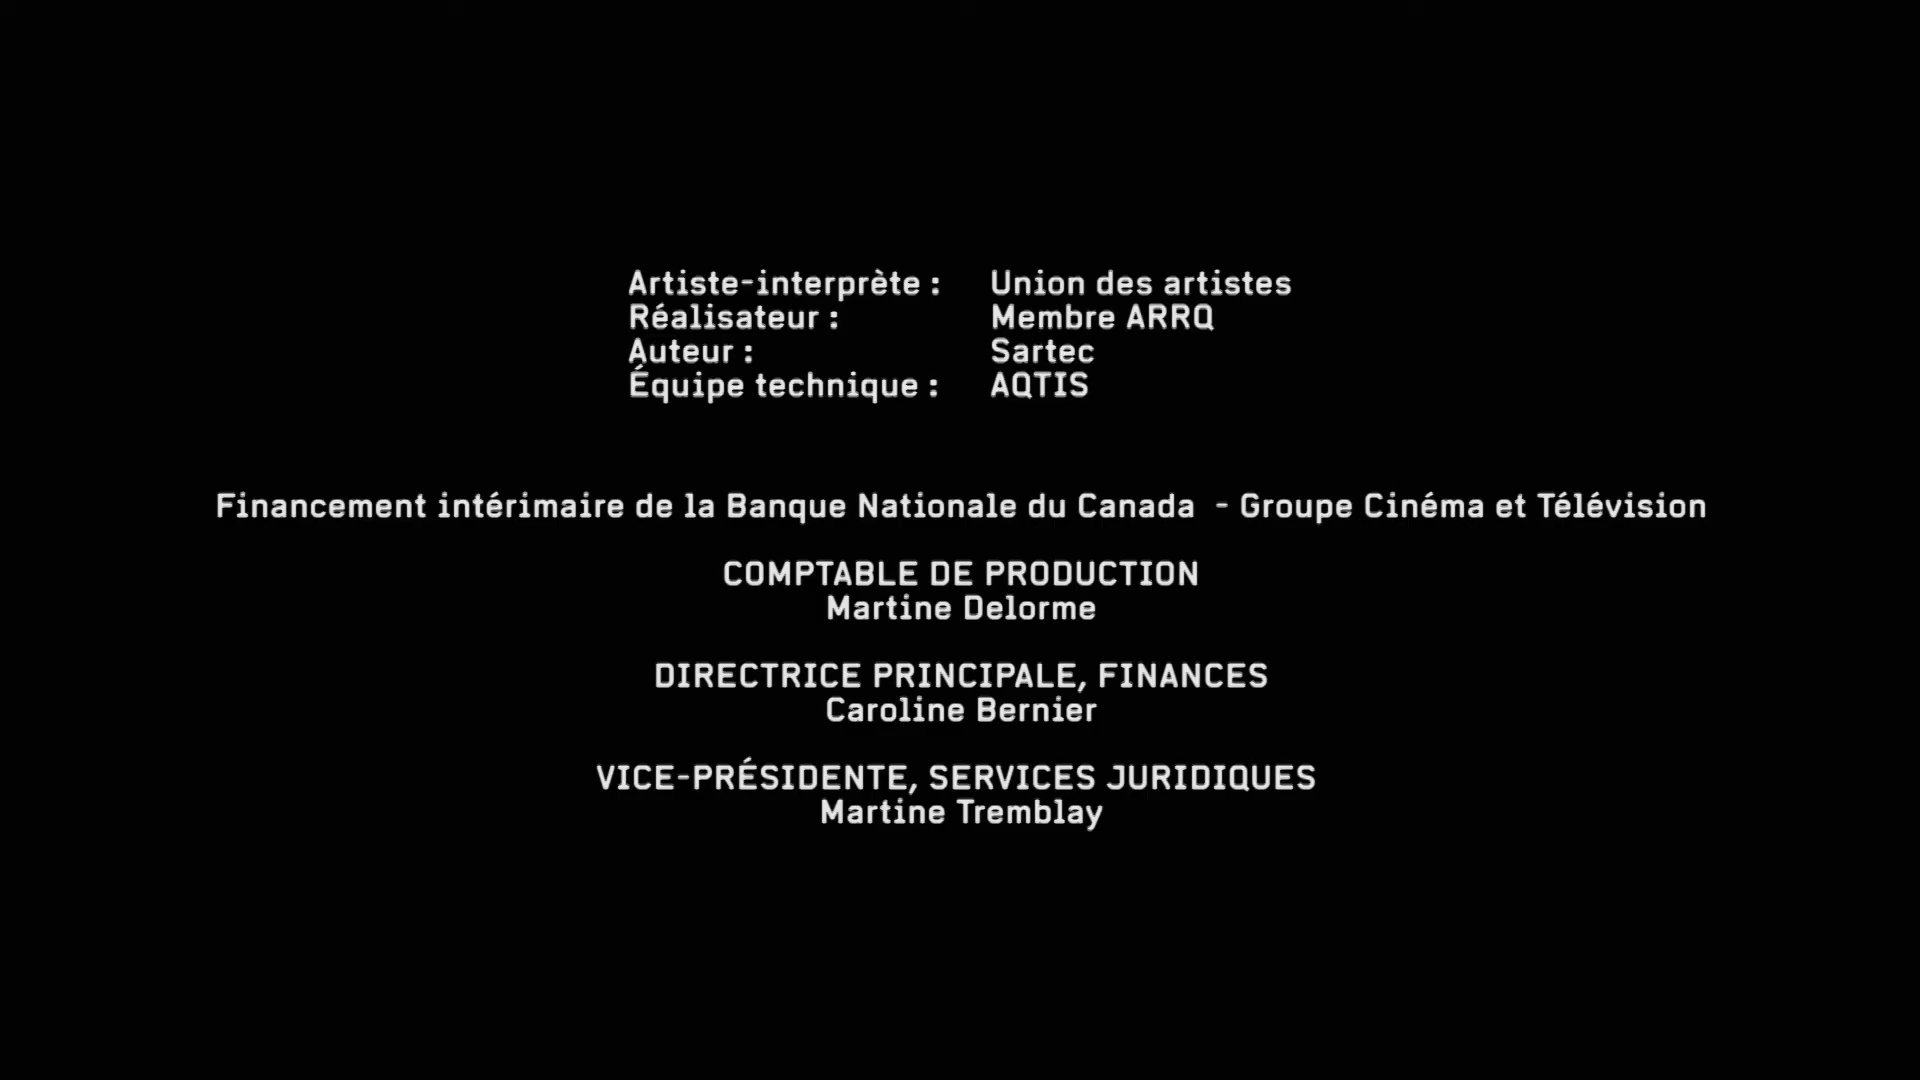 Artiste-interprète : Union des artistes
Réalisateur : Membre ARRQ
Auteur : Sartec
Équipe technique : AQTIS
Financement intérimaire de la Banque Nationale du Canada - Groupe Cinéma et Télévision
COMPTABLE DE PRODUCTION
Martine Delorme
DIRECTRICE PRINCIPALE, FINANCES
Caroline Bernier
VICE-PRÉSIDENTE, SERVICES JURIDIQUES
Martine Tremblay